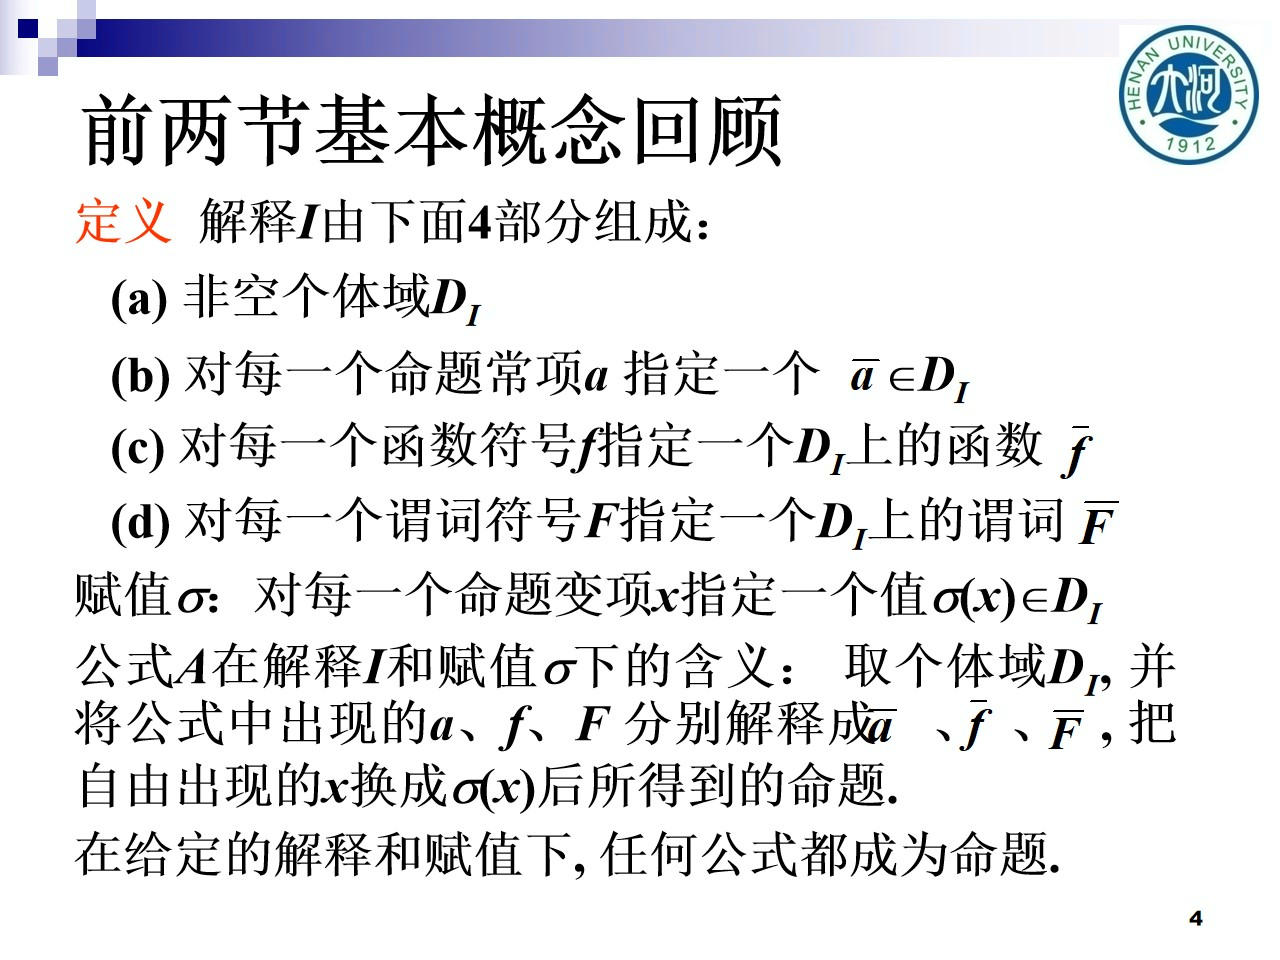 HENAN UNIVERSITY
1912
前两节基本概念回顾
定义 解释I由下面4部分组成：
(a) 非空个体域D_I
(b) 对每一个命题常项a 指定一个 a̅ ∈D_I
(c) 对每一个函数符号f指定一个D_I上的函数 f̅
(d) 对每一个谓词符号F指定一个D_I上的谓词 F̅
赋值σ：对每一个命题变项x指定一个值σ(x)∈D_I
公式A在解释I和赋值σ下的含义： 取个体域D_I, 并
将公式中出现的a、f、F 分别解释成a̅ 、f̅ 、F̅ , 把
自由出现的x换成σ(x)后所得到的命题.
在给定的解释和赋值下, 任何公式都成为命题.
4